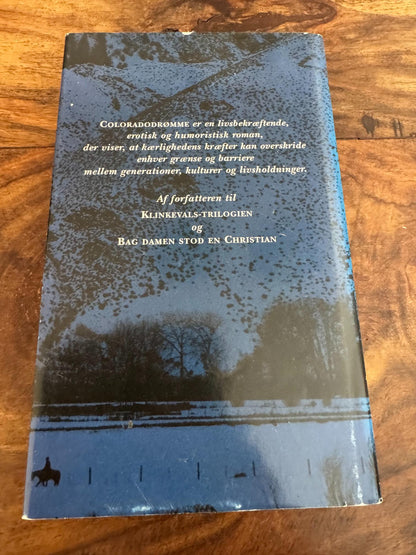 COLORADODRØMME er en livsbekræftende,
erotisk og humoristisk roman,
der viser, at kærlighedens kræfter kan overskride
enhver grænse og barriere
mellem generationer, kulturer og livsholdninger.
Af forfatteren til
KLINKEVALS-TRILOGIEN
og
BAG DAMEN STOD EN CHRISTIAN